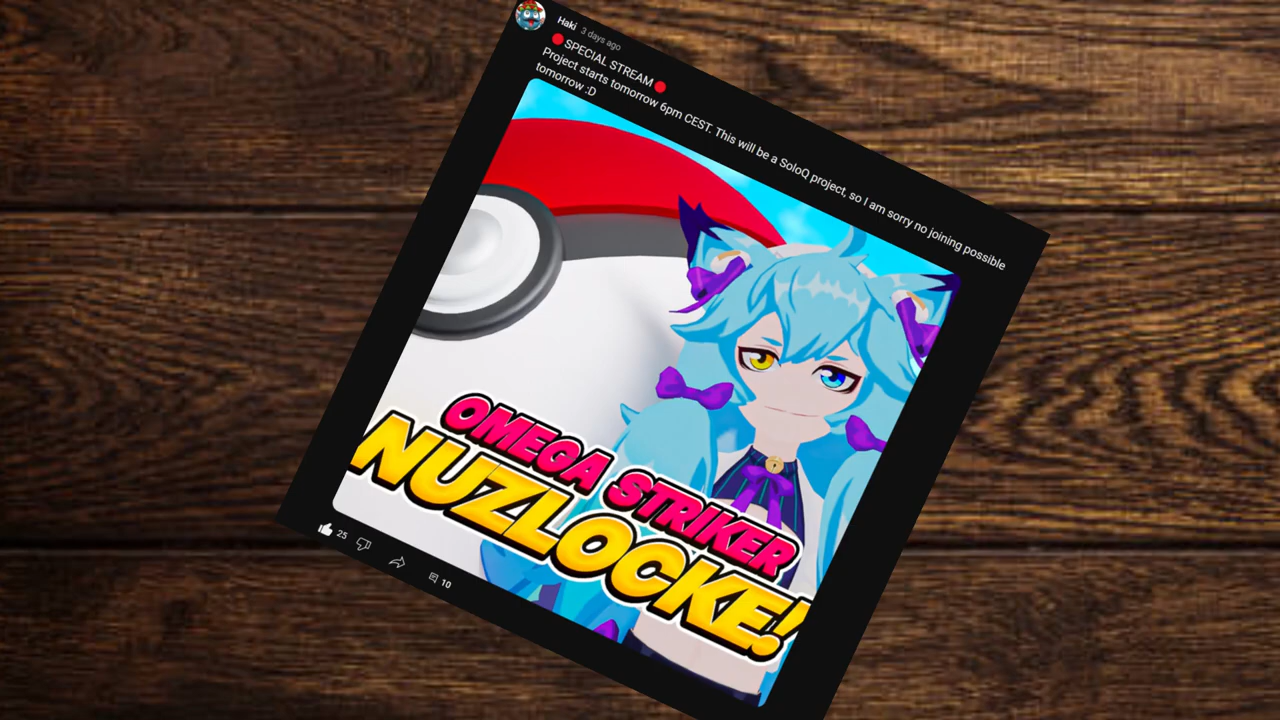 Haki 3 days ago
🔴SPECIAL STREAM🔴
Project starts tomorrow 6pm CEST. This will be a SoloQ project, so I am sorry no joining possible
tomorrow :D
OMEGA STRIKER
NUZLOCKE!
25
10